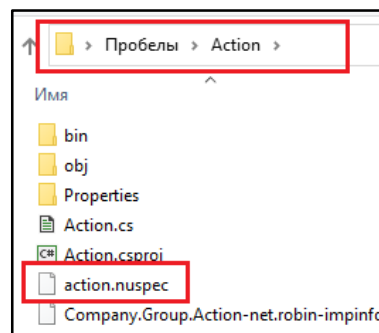 Пробелы > Action >
Имя
bin
obj
Properties
Action.cs
Action.csproj
action.nuspec
Company.Group.Action-net.robin-impinfo